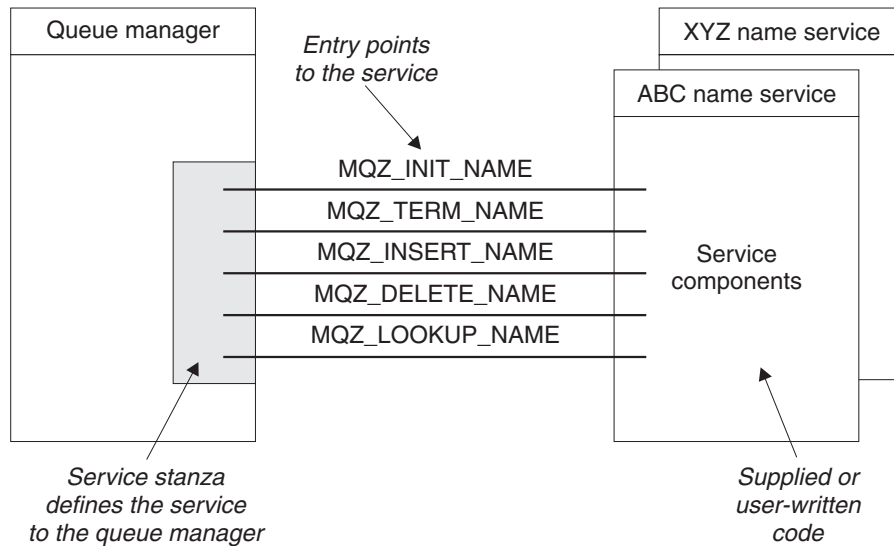 Queue manager
Entry points
to the service
XYZ name service
ABC name service
MQZ_INIT_NAME
MQZ_TERM_NAME
MQZ_INSERT_NAME
MQZ_DELETE_NAME
MQZ_LOOKUP_NAME
Service
components
Service stanza
defines the service
to the queue manager
Supplied or
user-written
code